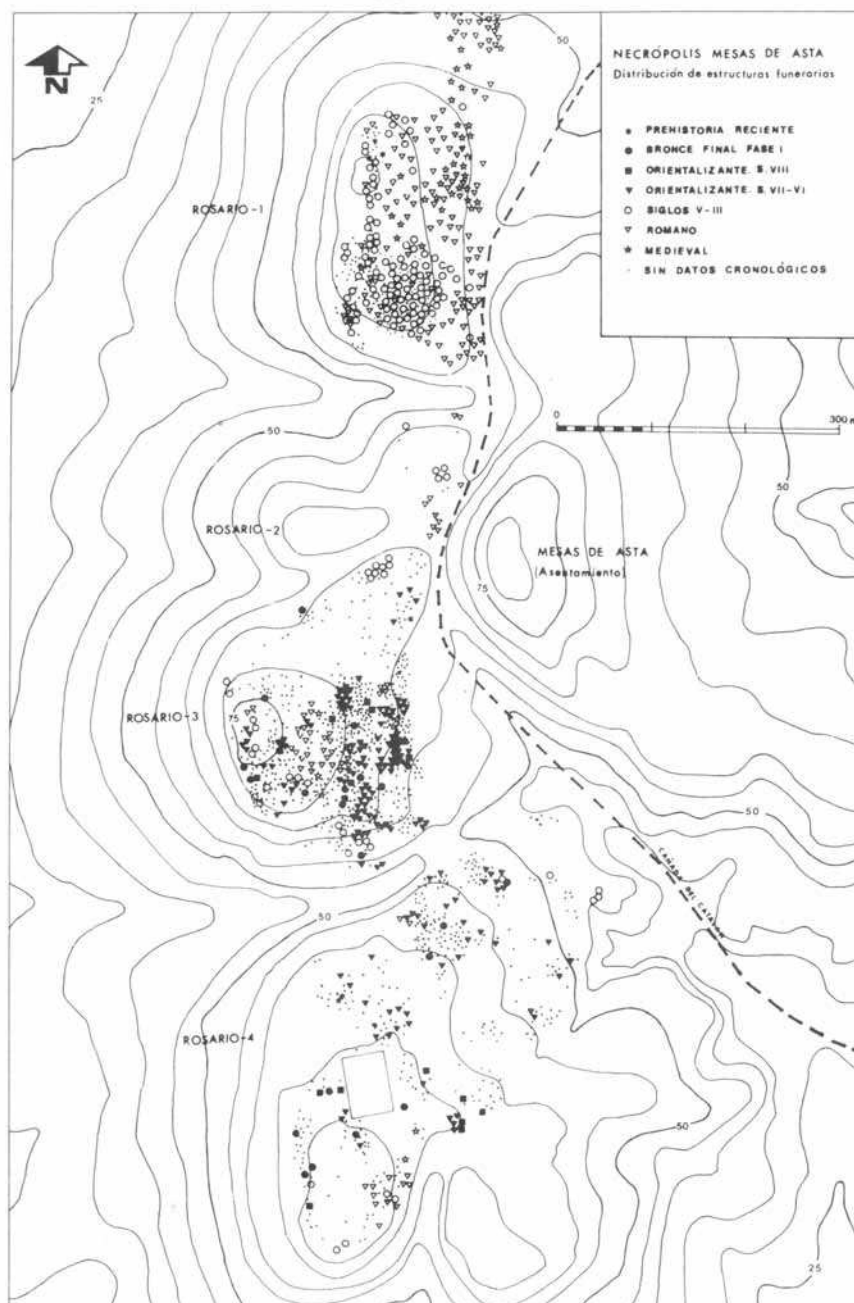 N
25
50
NECRÓPOLIS MESAS DE ASTA
Distribución de estructuras funerarias
PREHISTORIA RECIENTE
BRONCE FINAL FASE I
ORIENTALIZANTE. S. VIII
ORIENTALIZANTE. S. VII-VI
SIGLOS V-III
ROMANO
MEDIEVAL
SIN DATOS CRONOLÓGICOS
ROSARIO-1
0
300 m
50
50
ROSARIO-2
MESAS DE ASTA
(Asentamiento)
75
ROSARIO-3
75
50
CAÑADA DEL
50
ROSARIO-4
50
25